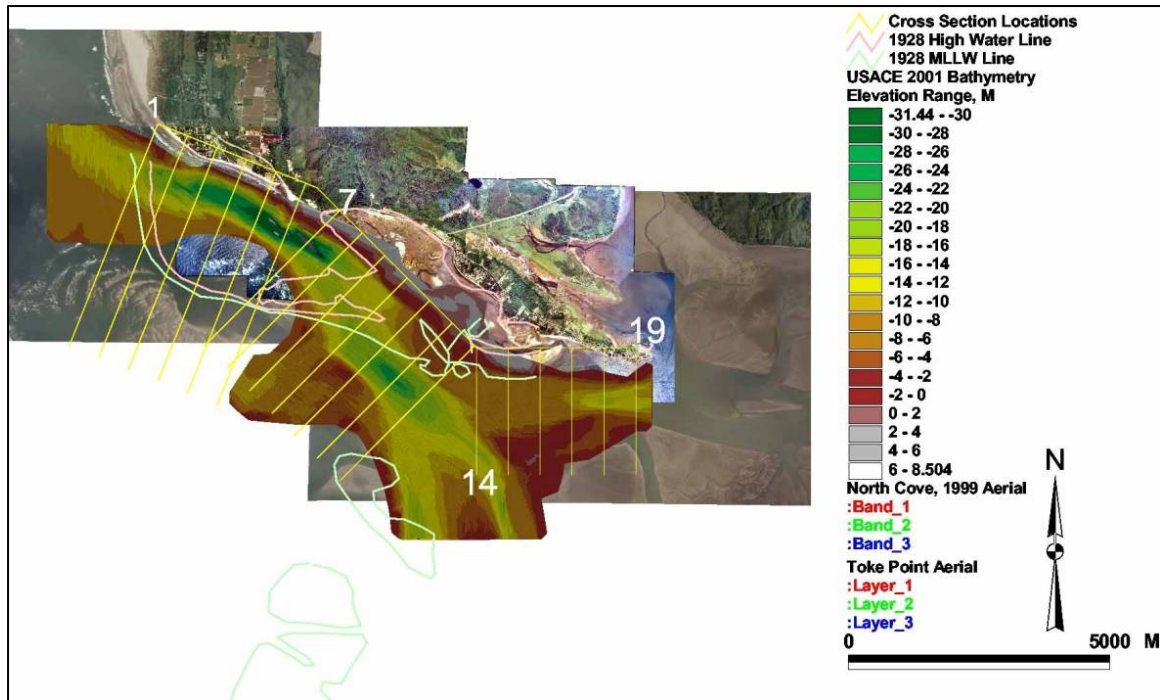 1
7
19
14
Cross Section Locations
1928 High Water Line
1928 MLLW Line
USACE 2001 Bathymetry
Elevation Range, M
-31.44 - -30
-30 - -28
-28 - -26
-26 - -24
-24 - -22
-22 - -20
-20 - -18
-18 - -16
-16 - -14
-14 - -12
-12 - -10
-10 - -8
-8 - -6
-6 - -4
-4 - -2
-2 - 0
0 - 2
2 - 4
4 - 6
6 - 8.504
North Cove, 1999 Aerial
:Band_1
:Band_2
:Band_3
Toke Point Aerial
:Layer_1
:Layer_2
:Layer_3
N
0 5000 M